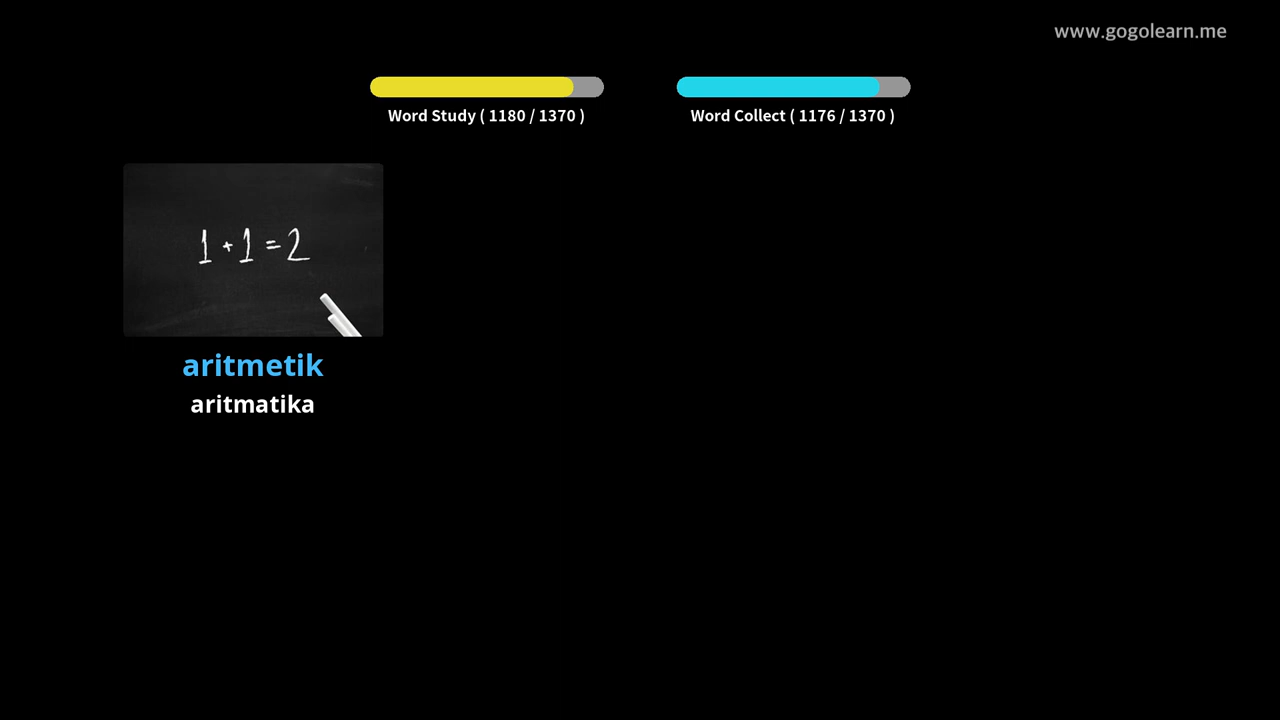 www.gogolearn.me
Word Study ( 1180 / 1370 )
Word Collect ( 1176 / 1370 )
1 + 1 = 2
aritmetik
aritmatika